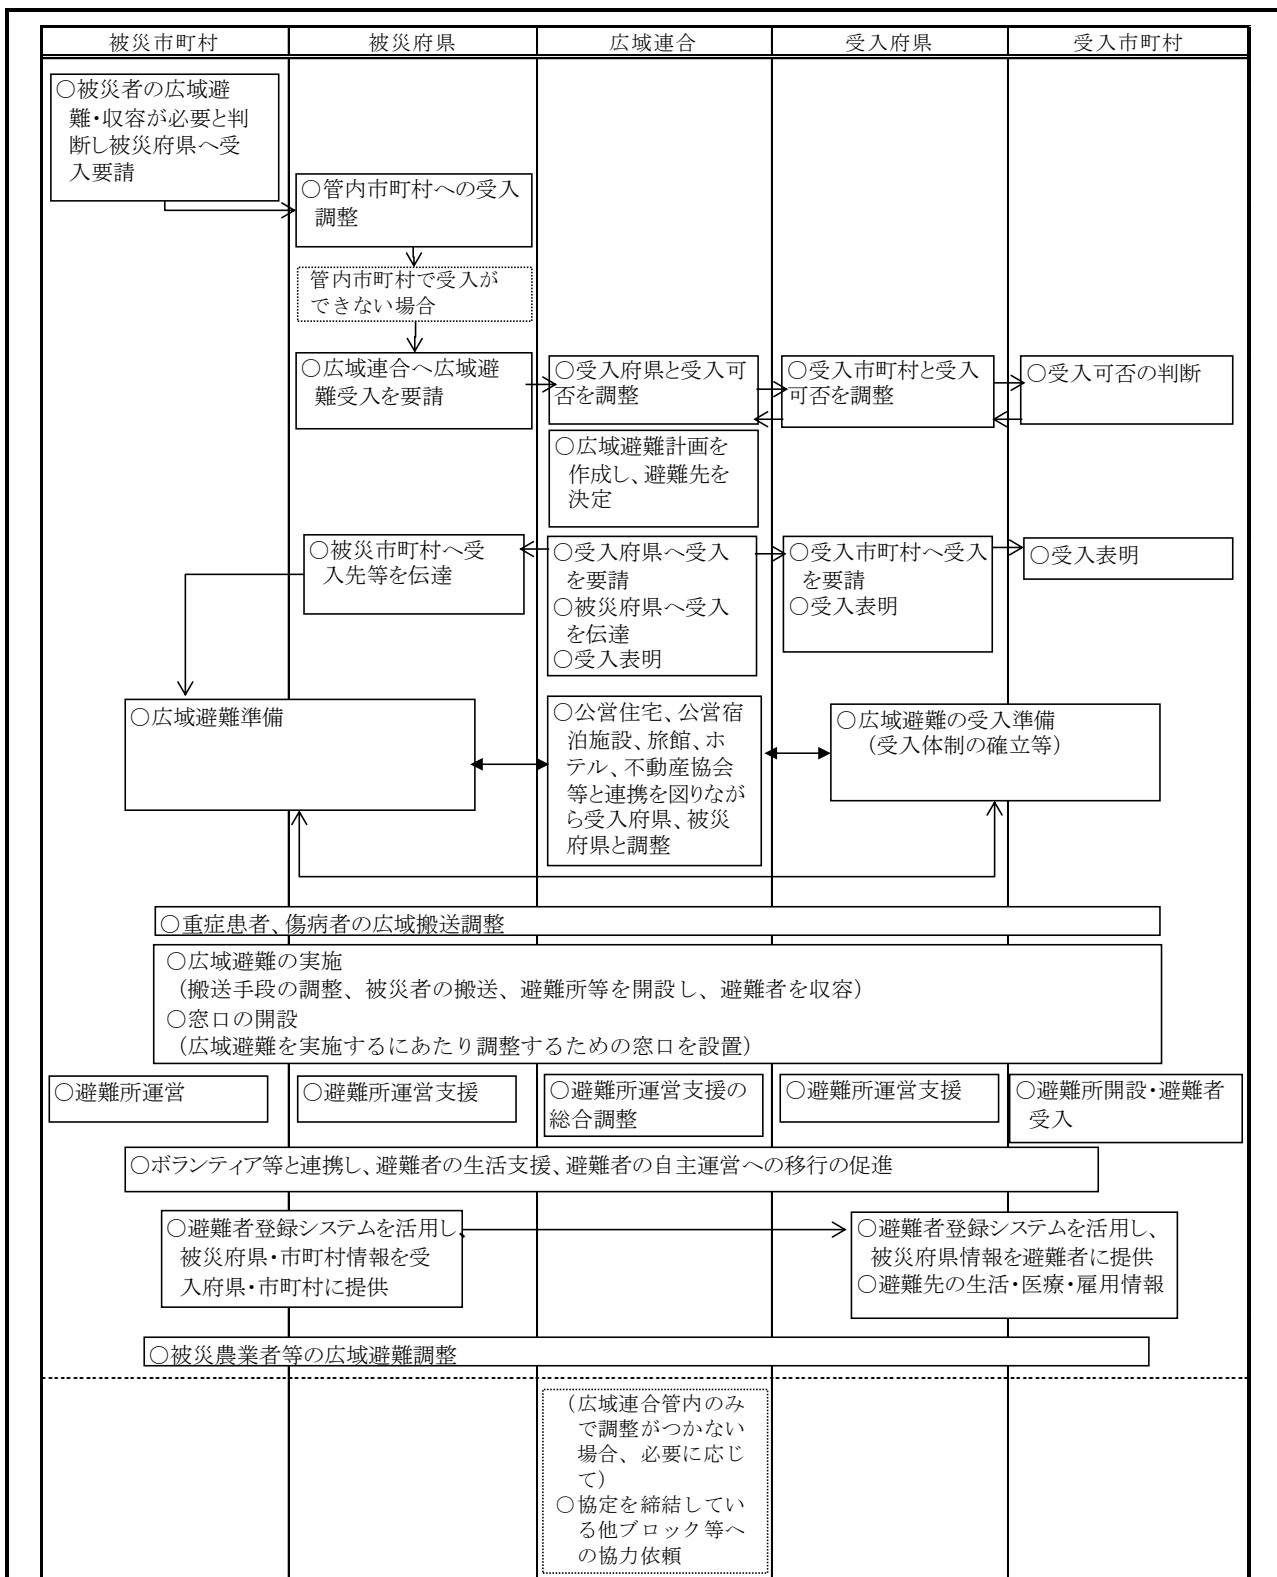 被災市町村
被災府県
広域連合
受入府県
受入市町村
○被災者の広域避
難・収容が必要と判
断し被災府県へ受
入要請
○管内市町村への受入
調整
管内市町村で受入が
できない場合
○広域連合へ広域避
難受入を要請
○受入府県と受入可
否を調整
○受入市町村と受入
可否を調整
○受入可否の判断
○広域避難計画を
作成し、避難先を
決定
○被災市町村へ受
入先等を伝達
○受入府県へ受入
を要請
○被災府県へ受入
を伝達
○受入表明
○受入市町村へ受入
を要請
○受入表明
○受入表明
○広域避難準備
○公営住宅、公営宿
泊施設、旅館、ホ
テル、不動産協会
等と連携を図りなが
ら受入府県、被災
府県と調整
○広域避難の受入準備
(受入体制の確立等)
○重症患者、傷病者の広域搬送調整
○広域避難の実施
(搬送手段の調整、被災者の搬送、避難所等を開設し、避難者を収容)
○窓口の開設
(広域避難を実施するにあたり調整するための窓口を設置)
○避難所運営
○避難所運営支援
○避難所運営支援の
総合調整
○避難所運営支援
○避難所開設・避難者
受入
○ボランティア等と連携し、避難者の生活支援、避難者の自主運営への移行の促進
○避難者登録システムを活用し、
被災府県・市町村情報を受
入府県・市町村に提供
○避難者登録システムを活用し、
被災府県情報を避難者に提供
○避難先の生活・医療・雇用情報
○被災農業者等の広域避難調整
(広域連合管内のみ
で調整がつかない
場合、必要に応じ
て)
○協定を締結してい
る他ブロック等へ
の協力依頼